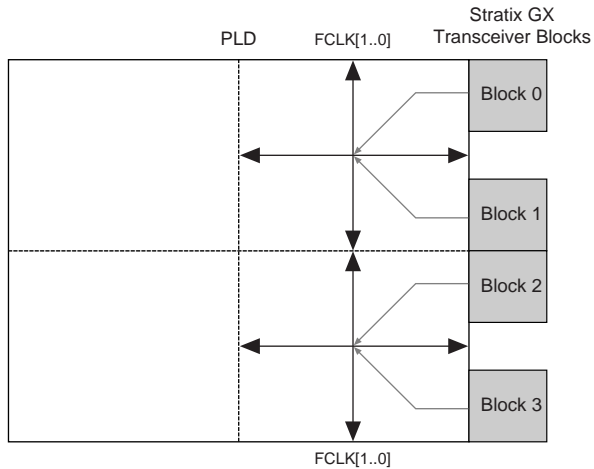 Stratix GX
Transceiver Blocks
PLD
FCLK[1..0]
Block 0
Block 1
Block 2
Block 3
FCLK[1..0]